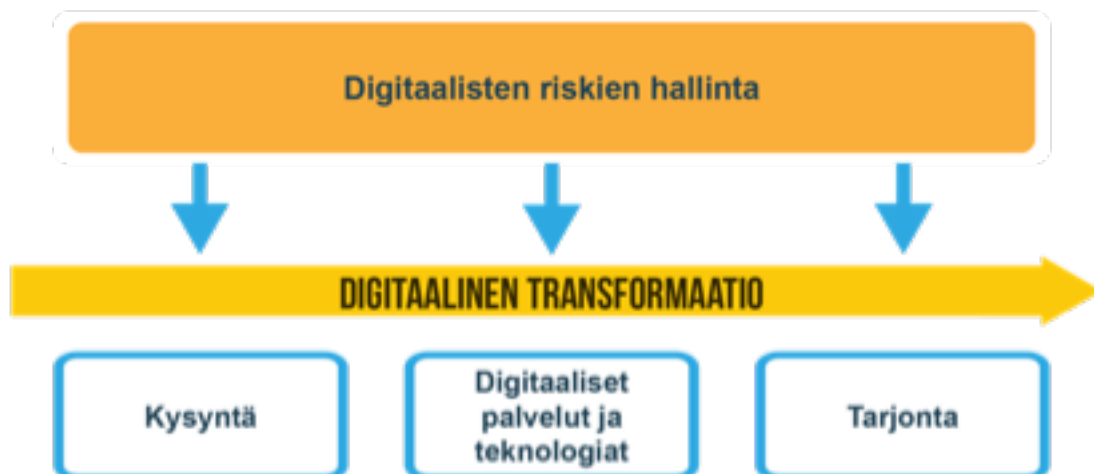 Digitaalisten riskien hallinta
DIGITAALINEN TRANSFORMAATIO
Kysyntä
Digitaaliset
palvelut ja
teknologiat
Tarjonta